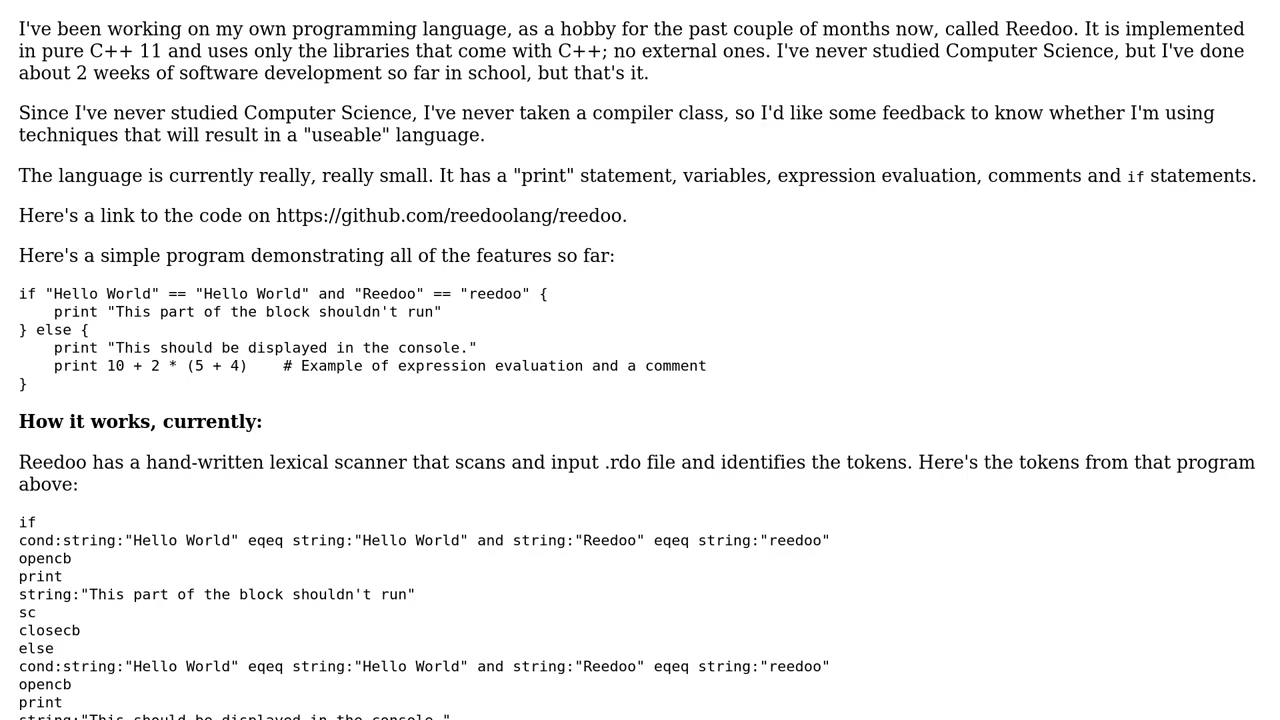 I've been working on my own programming language, as a hobby for the past couple of months now, called Reedoo. It is implemented
in pure C++ 11 and uses only the libraries that come with C++; no external ones. I've never studied Computer Science, but I've done
about 2 weeks of software development so far in school, but that's it.
Since I've never studied Computer Science, I've never taken a compiler class, so I'd like some feedback to know whether I'm using
techniques that will result in a "useable" language.
The language is currently really, really small. It has a "print" statement, variables, expression evaluation, comments and if statements.
Here's a link to the code on https://github.com/reedoolang/reedoo.
Here's a simple program demonstrating all of the features so far:
if "Hello World" == "Hello World" and "Reedoo" == "reedoo" {
    print "This part of the block shouldn't run"
} else {
    print "This should be displayed in the console."
    print 10 + 2 * (5 + 4)    # Example of expression evaluation and a comment
}
How it works, currently:
Reedoo has a hand-written lexical scanner that scans and input .rdo file and identifies the tokens. Here's the tokens from that program
above:
if
cond:string:"Hello World" eqeq string:"Hello World" and string:"Reedoo" eqeq string:"reedoo"
opencb
print
string:"This part of the block shouldn't run"
sc
closecb
else
cond:string:"Hello World" eqeq string:"Hello World" and string:"Reedoo" eqeq string:"reedoo"
opencb
print
string:"This should be displayed in the console."